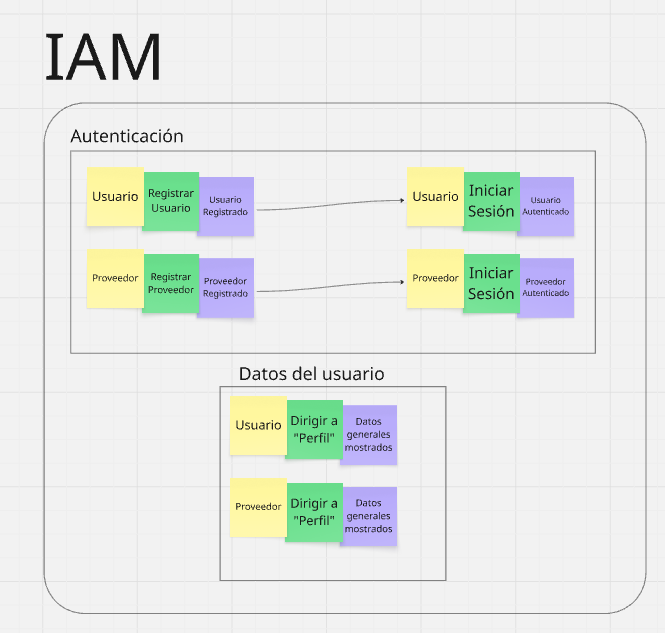 IAM
Autenticación
Usuario
Registrar
Usuario
Usuario
Registrado
Usuario
Iniciar
Sesión
Usuario
Autenticado
Proveedor
Registrar
Proveedor
Proveedor
Registrado
Proveedor
Iniciar
Sesión
Proveedor
Autenticado
Datos del usuario
Usuario
Dirigir a
"Perfil"
Datos
generales
mostrados
Proveedor
Dirigir a
"Perfil"
Datos
generales
mostrados